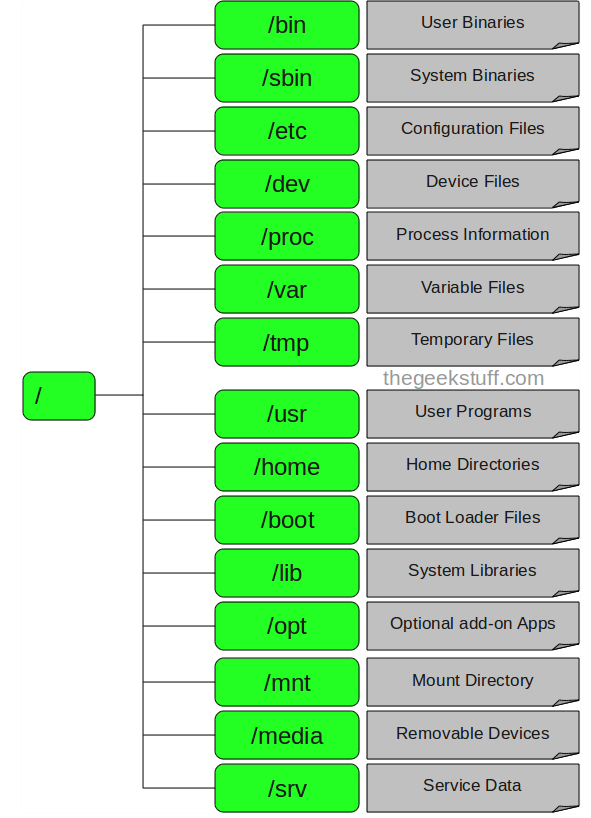 /bin User Binaries
/sbin System Binaries
/etc Configuration Files
/dev Device Files
/proc Process Information
/var Variable Files
/tmp Temporary Files
thegeekstuff.com
/
/usr User Programs
/home Home Directories
/boot Boot Loader Files
/lib System Libraries
/opt Optional add-on Apps
/mnt Mount Directory
/media Removable Devices
/srv Service Data